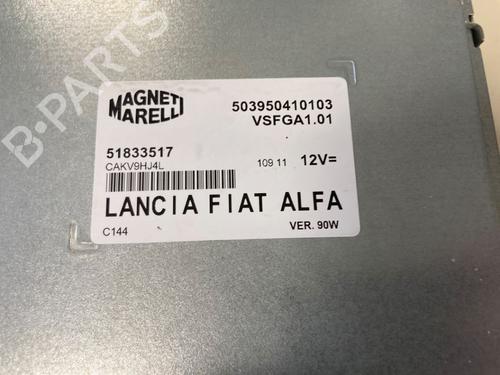 B-PARTS
MAGNETI
MARELLI
503950410103
VSFGA1.01
51833517
CAKV9HJ4L
109 11 12V=
LANCIA FIAT ALFA
C144
VER. 90W